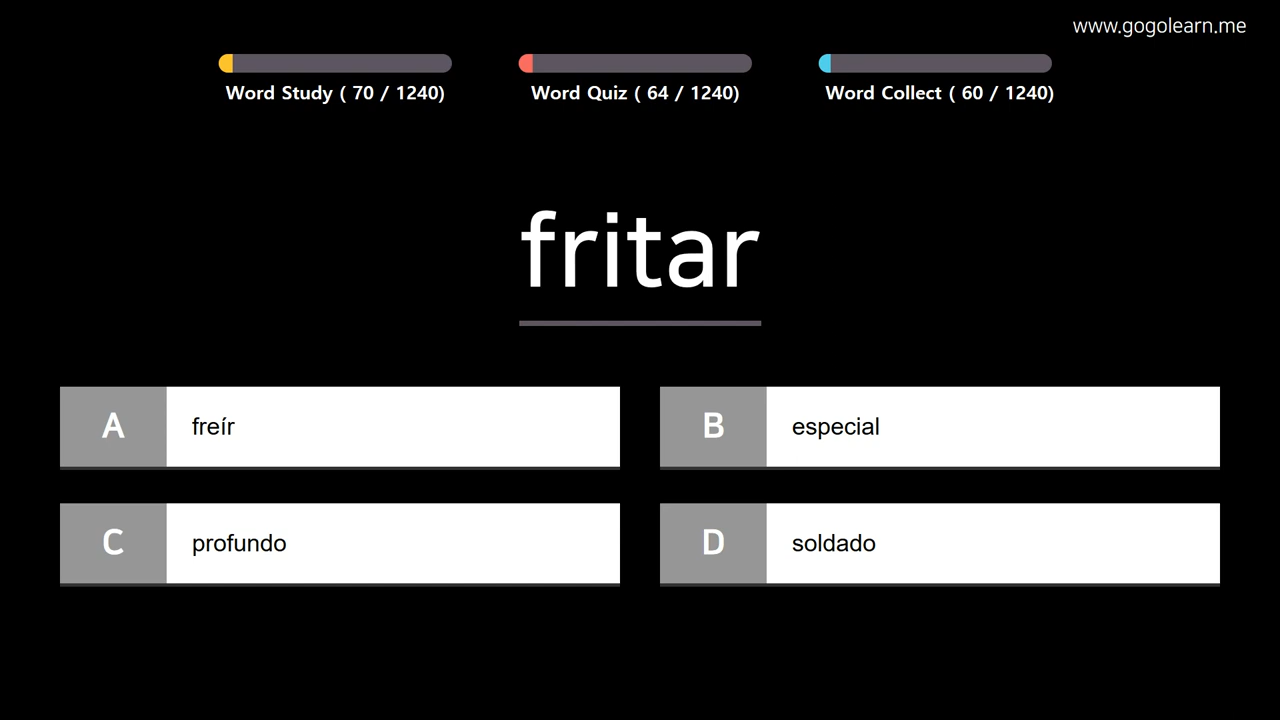 www.gogolearn.me
Word Study ( 70 / 1240)
Word Quiz ( 64 / 1240)
Word Collect ( 60 / 1240)
fritar
A freír
B especial
C profundo
D soldado